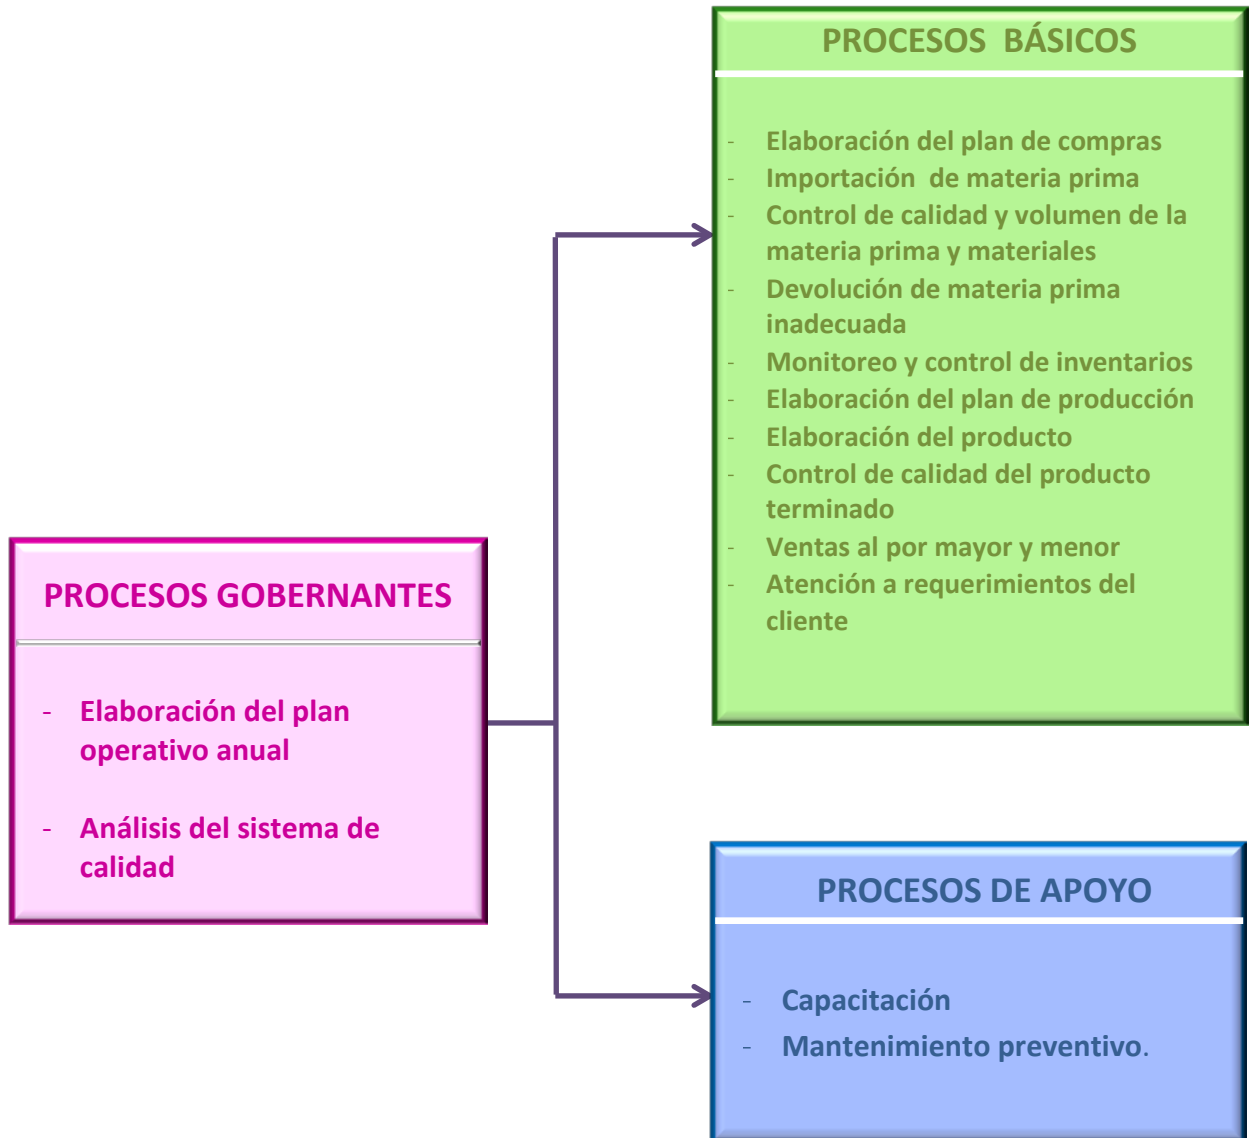 PROCESOS BÁSICOS
- Elaboración del plan de compras
- Importación de materia prima
- Control de calidad y volumen de la
materia prima y materiales
- Devolución de materia prima
inadecuada
- Monitoreo y control de inventarios
- Elaboración del plan de producción
- Elaboración del producto
- Control de calidad del producto
terminado
- Ventas al por mayor y menor
- Atención a requerimientos del
cliente
PROCESOS GOBERNANTES
- Elaboración del plan
operativo anual
- Análisis del sistema de
calidad
PROCESOS DE APOYO
- Capacitación
- Mantenimiento preventivo.